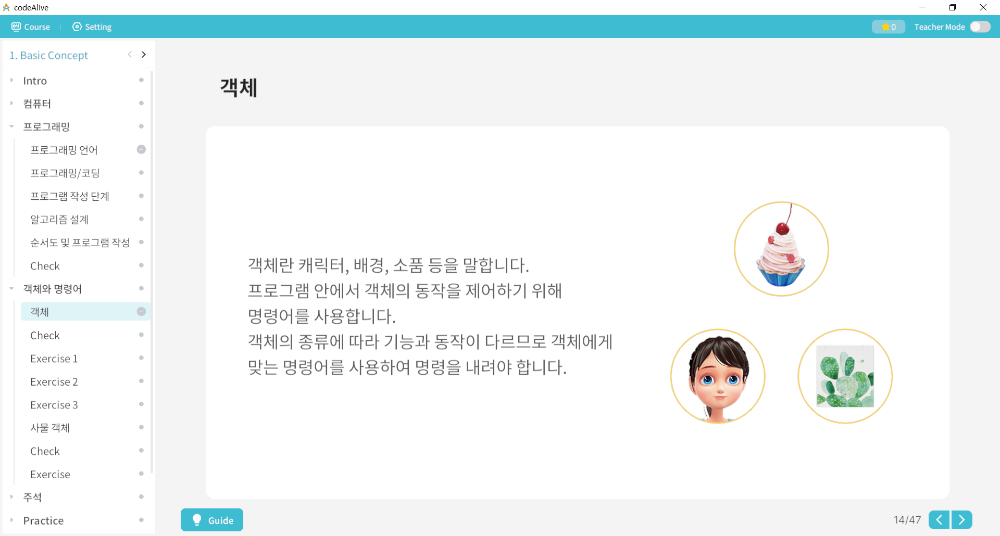 codeAlive
Course
Setting
0
Teacher Mode
1. Basic Concept
Intro
컴퓨터
프로그래밍
프로그래밍 언어
프로그래밍/코딩
프로그램 작성 단계
알고리즘 설계
순서도 및 프로그램 작성
Check
객체와 명령어
객체
Check
Exercise 1
Exercise 2
Exercise 3
사물 객체
Check
Exercise
주석
Practice
객체
객체란 캐릭터, 배경, 소품 등을 말합니다.
프로그램 안에서 객체의 동작을 제어하기 위해
명령어를 사용합니다.
객체의 종류에 따라 기능과 동작이 다르므로 객체에게
맞는 명령어를 사용하여 명령을 내려야 합니다.
Guide
14/47